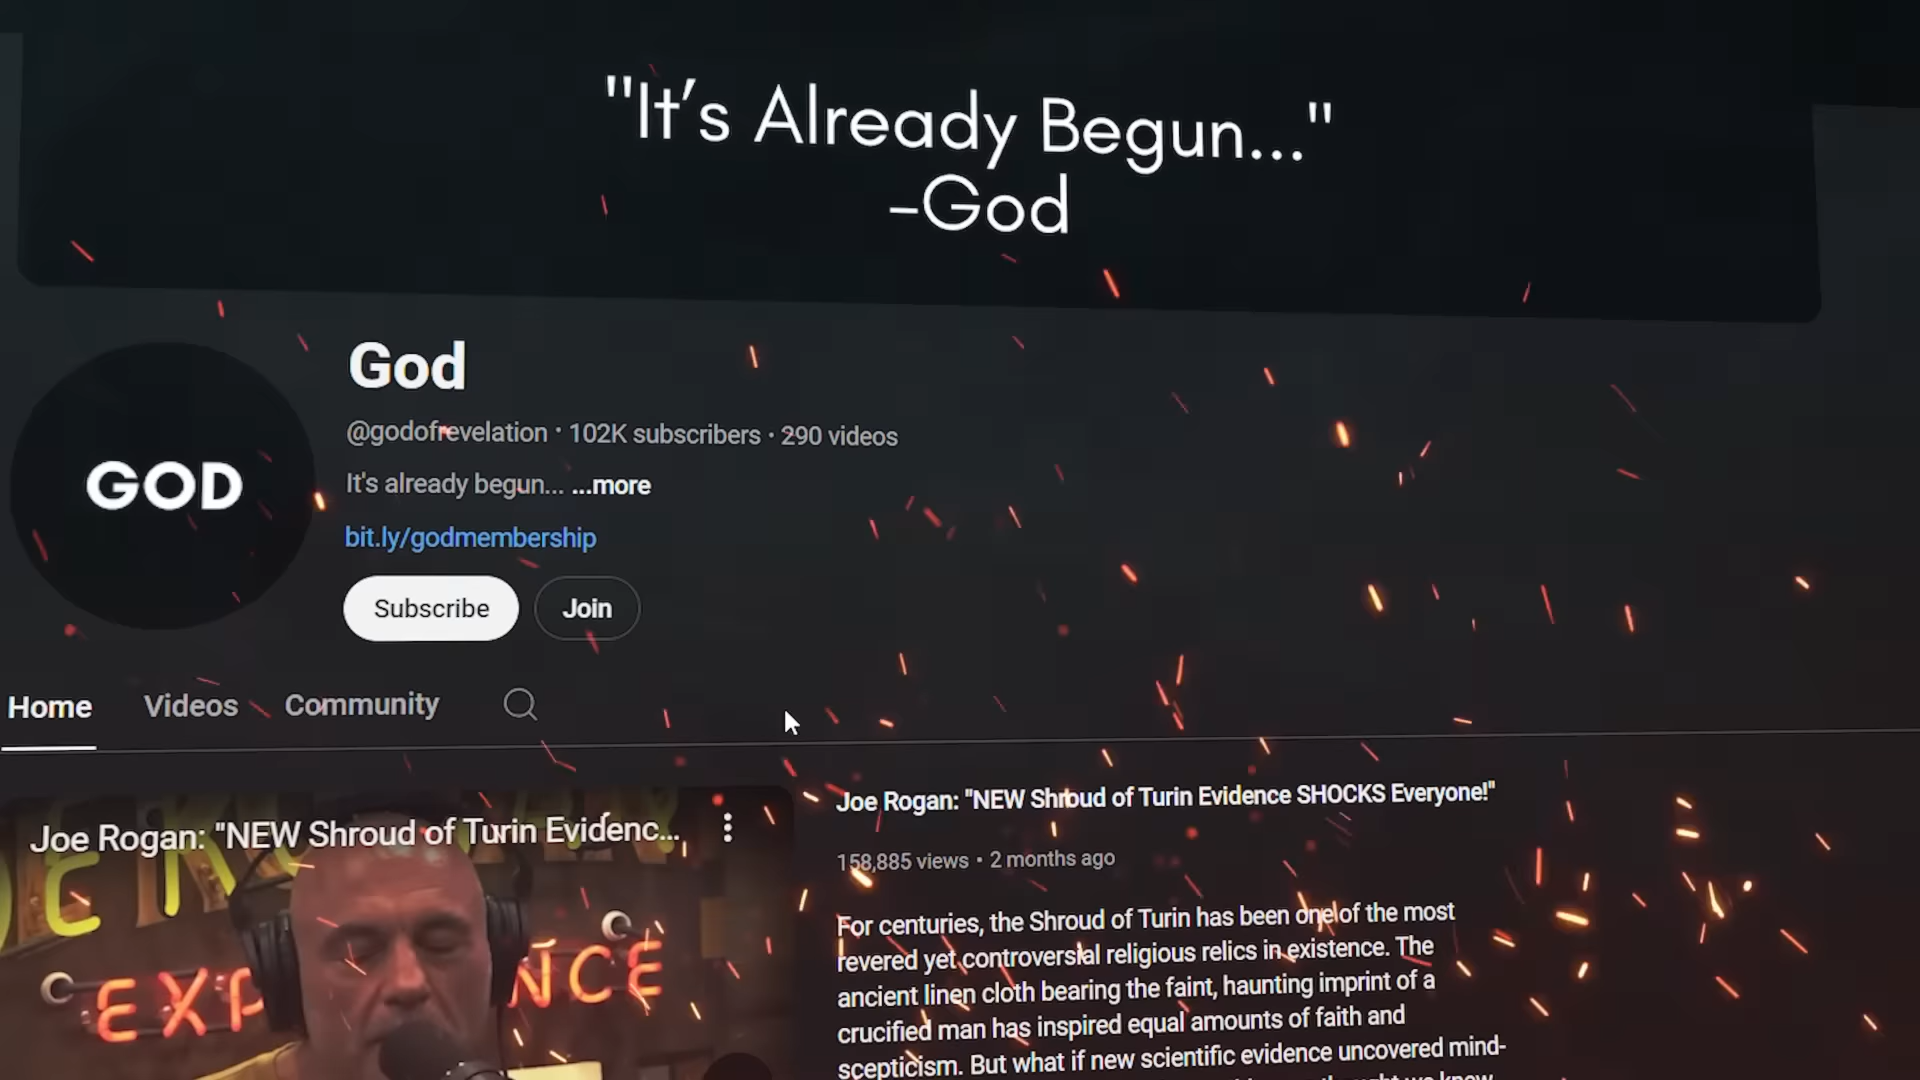 "It's Already Begun..."
-God
GOD
God
@godofrevelation · 102K subscribers · 290 videos
It's already begun... ...more
bit.ly/godmembership
Subscribe
Join
Home
Videos
Community
Joe Rogan: "NEW Shroud of Turin Evidenc...
Joe Rogan: "NEW Shroud of Turin Evidence SHOCKS Everyone!"
158,885 views · 2 months ago
For centuries, the Shroud of Turin has been one of the most
revered yet controversial religious relics in existence. The
ancient linen cloth bearing the faint, haunting imprint of a
crucified man has inspired equal amounts of faith and
scepticism. But what if new scientific evidence uncovered mind-